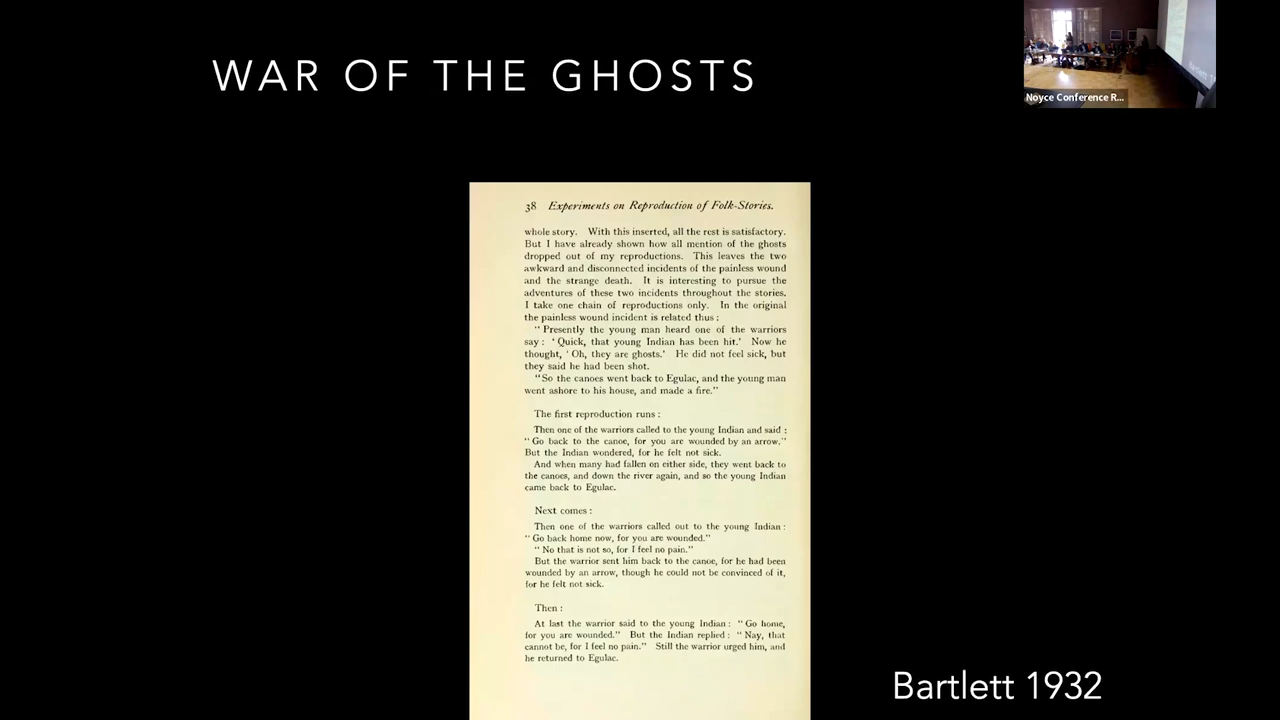 WAR OF THE GHOSTS
Noyce Conference R...
38 Experiments on Reproduction of Folk-Stories.
whole story. With this inserted, all the rest is satisfactory.
But I have already shown how all mention of the ghosts
dropped out of my reproductions. This leaves the two
awkward and disconnected incidents of the painless wound
and the strange death. It is interesting to pursue the
adventures of these two incidents throughout the stories.
I take one chain of reproductions only. In the original
the painless wound incident is related thus :
" Presently the young man heard one of the warriors
say : ' Quick, that young Indian has been hit.' Now he
thought, ' Oh, they are ghosts.' He did not feel sick, but
they said he had been shot.
"So the canoes went back to Egulac, and the young man
went ashore to his house, and made a fire."
The first reproduction runs :
Then one of the warriors called to the young Indian and said :
" Go back to the canoe, for you are wounded by an arrow."
But the Indian wondered, for he felt not sick.
And when many had fallen on either side, they went back to
the canoes, and down the river again, and so the young Indian
came back to Egulac.
Next comes :
Then one of the warriors called out to the young Indian :
" Go back home now, for you are wounded."
" No that is not so, for I feel no pain."
But the warrior sent him back to the canoe, for he had been
wounded by an arrow, though he could not be convinced of it,
for he felt not sick.
Then :
At last the warrior said to the young Indian : " Go home,
for you are wounded." But the Indian replied : " Nay, that
cannot be, for I feel no pain." Still the warrior urged him, and
he returned to Egulac.
Bartlett 1932